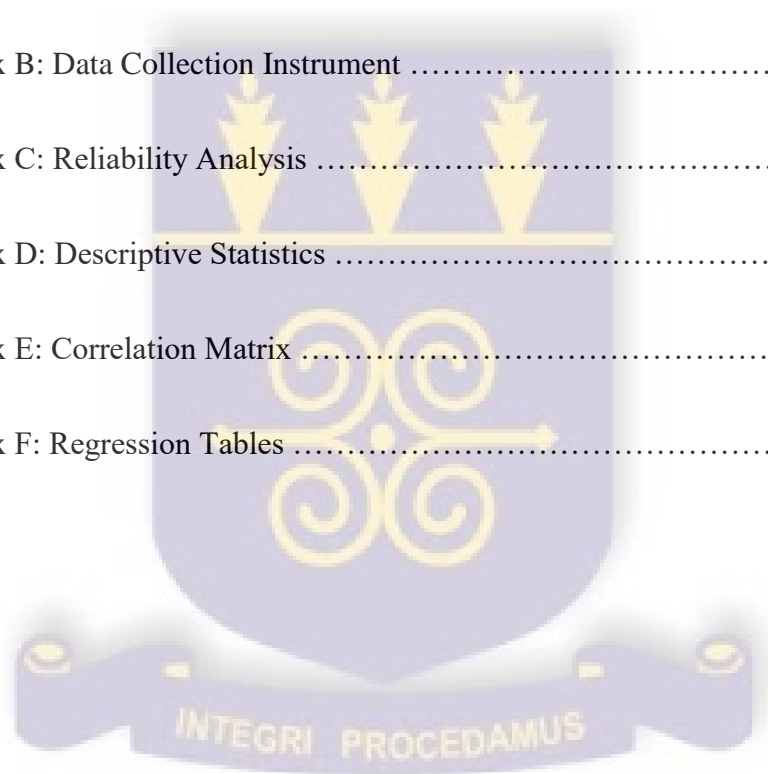 x B: Data Collection Instrument ……………………………………
x C: Reliability Analysis ……………………………………………
x D: Descriptive Statistics …………………………………………
x E: Correlation Matrix ……………………………………………
x F: Regression Tables ……………………………………………
INTEGRI PROCEDAMUS